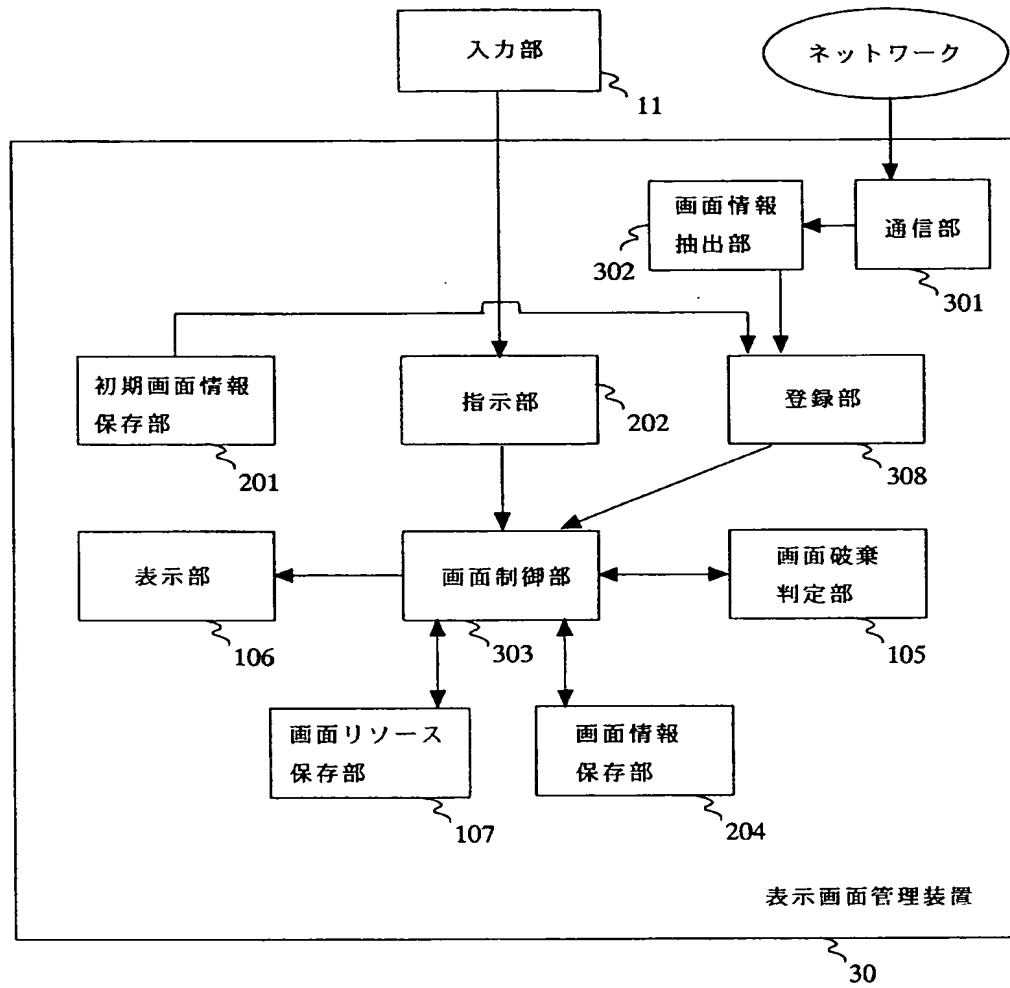 入力部
11
ネットワーク
画面情報
抽出部
302
通信部
301
初期画面情報
保存部
201
指示部
202
登録部
308
表示部
106
画面制御部
303
画面破棄
判定部
105
画面リソース
保存部
107
画面情報
保存部
204
表示画面管理装置
30